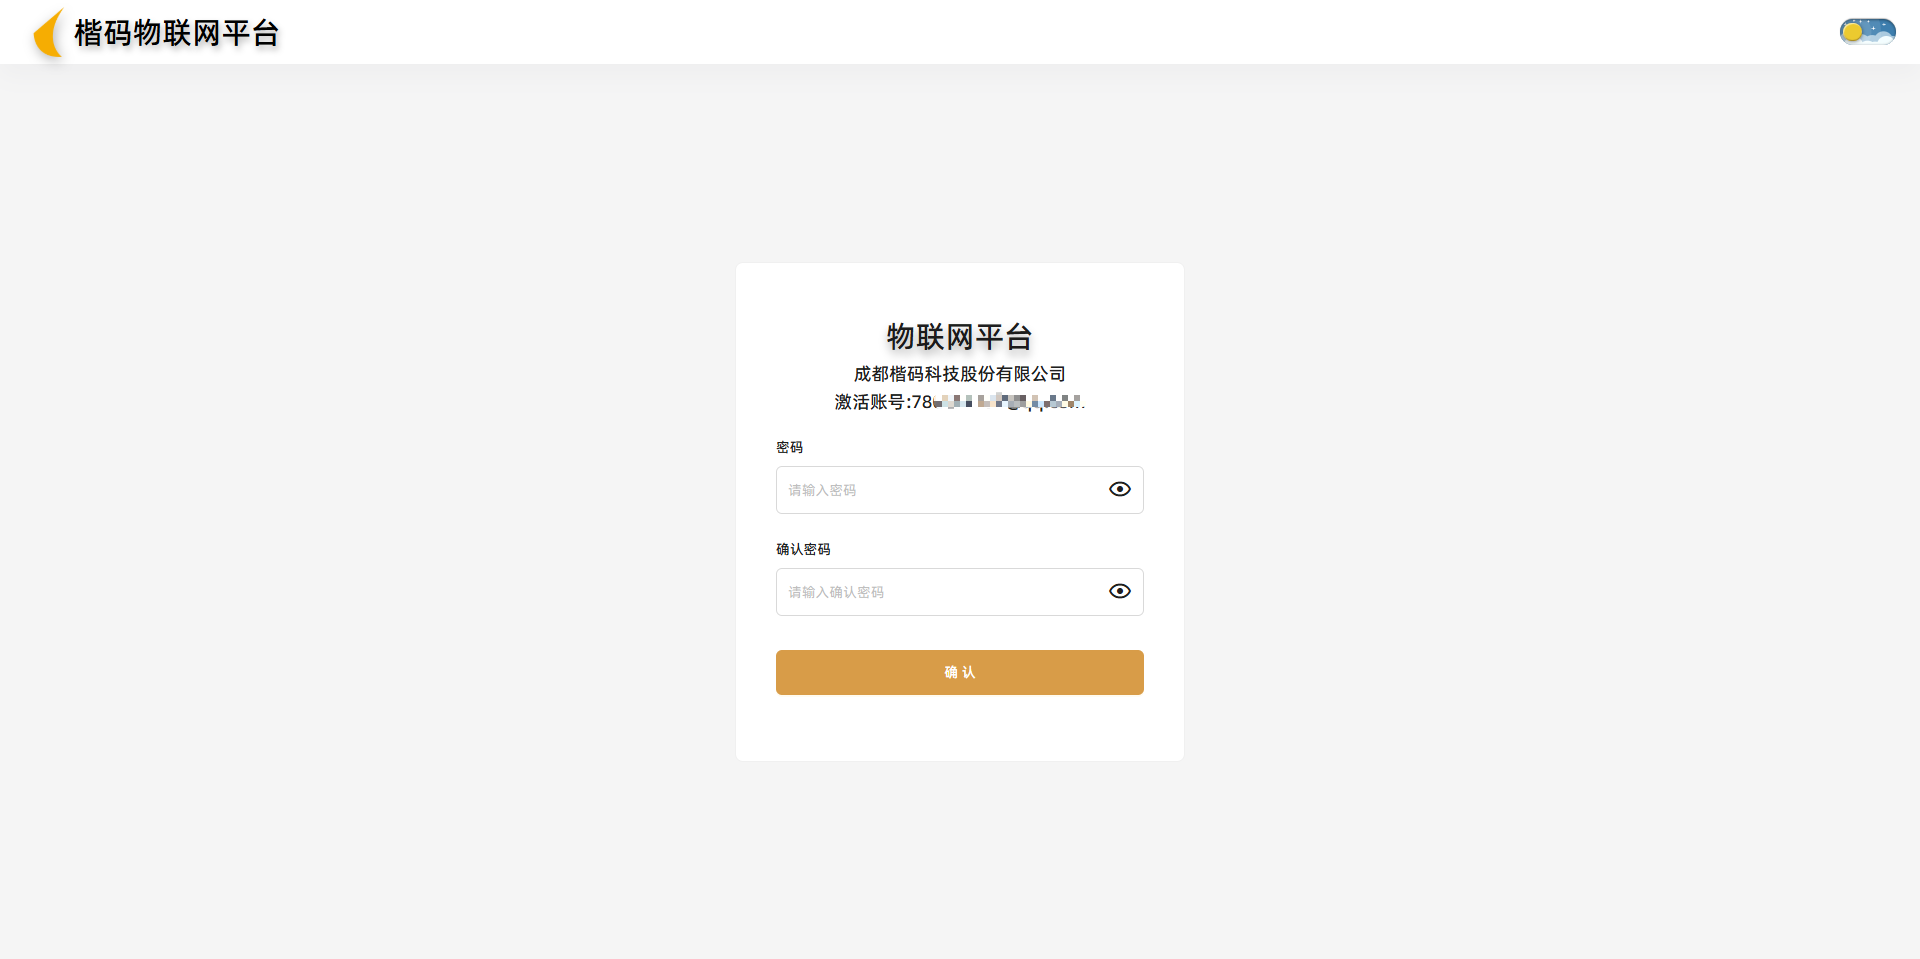 楷码物联网平台
物联网平台
成都楷码科技股份有限公司
激活账号:78
密码
请输入密码
确认密码
请输入确认密码
确 认